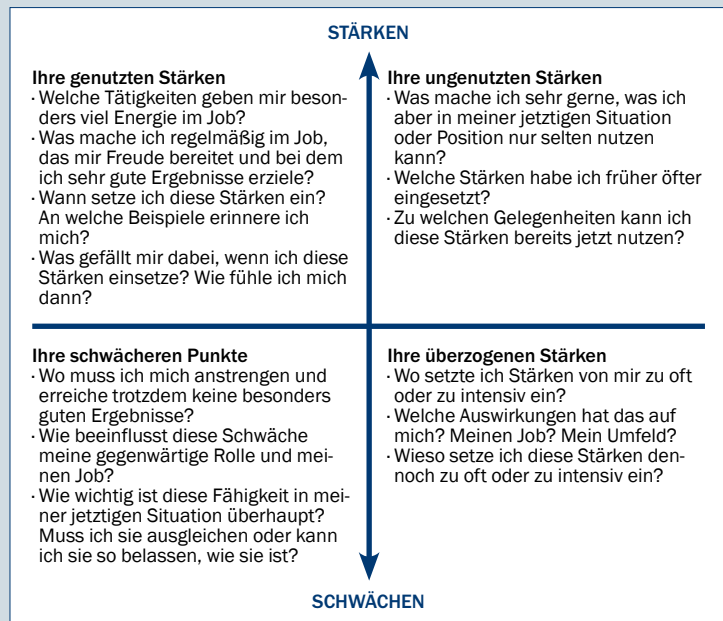 STÄRKEN
Ihre genutzten Stärken
· Welche Tätigkeiten geben mir beson-
ders viel Energie im Job?
· Was mache ich regelmäßig im Job,
das mir Freude bereitet und bei dem
ich sehr gute Ergebnisse erziele?
· Wann setze ich diese Stärken ein?
An welche Beispiele erinnere ich
mich?
· Was gefällt mir dabei, wenn ich diese
Stärken einsetze? Wie fühle ich mich
dann?
Ihre ungenutzten Stärken
· Was mache ich sehr gerne, was ich
aber in meiner jetzigen Situation
oder Position nur selten nutzen
kann?
· Welche Stärken habe ich früher öfter
eingesetzt?
· Zu welchen Gelegenheiten kann ich
diese Stärken bereits jetzt nutzen?
Ihre schwächeren Punkte
· Wo muss ich mich anstrengen und
erreiche trotzdem keine besonders
guten Ergebnisse?
· Wie beeinflusst diese Schwäche
meine gegenwärtige Rolle und mei-
nen Job?
· Wie wichtig ist diese Fähigkeit in mei-
ner jetzigen Situation überhaupt?
Muss ich sie ausgleichen oder kann
ich sie so belassen, wie sie ist?
Ihre überzogenen Stärken
· Wo setzte ich Stärken von mir zu oft
oder zu intensiv ein?
· Welche Auswirkungen hat das auf
mich? Meinen Job? Mein Umfeld?
· Wieso setze ich diese Stärken den-
noch zu oft oder zu intensiv ein?
SCHWÄCHEN